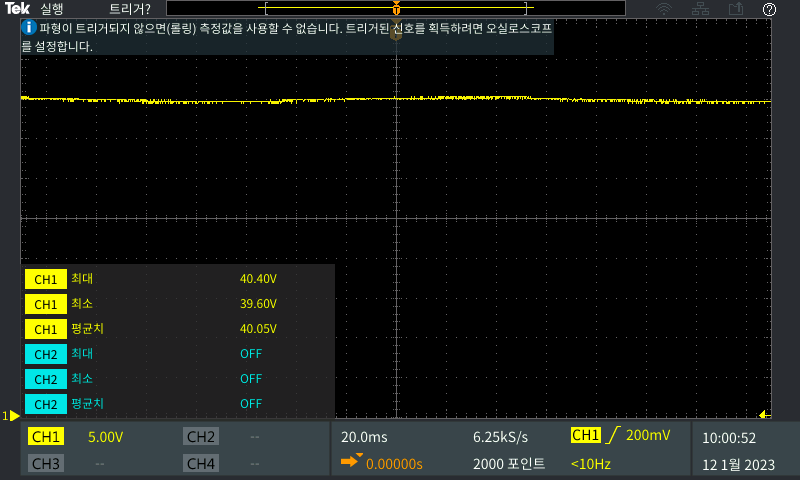 Tek 실행 트리거?
i 파형이 트리거되지 않으면(롤링) 측정값을 사용할 수 없습니다. 트리거된 신호를 획득하려면 오실로스코프
를 설정합니다.
CH1 최대 40.40V
CH1 최소 39.60V
CH1 평균치 40.05V
CH2 최대 OFF
CH2 최소 OFF
CH2 평균치 OFF
1
CH1 5.00V CH2 -- 20.0ms 6.25kS/s CH1 200mV 10:00:52
CH3 -- CH4 -- 0.00000s 2000 포인트 <10Hz 12 1월 2023